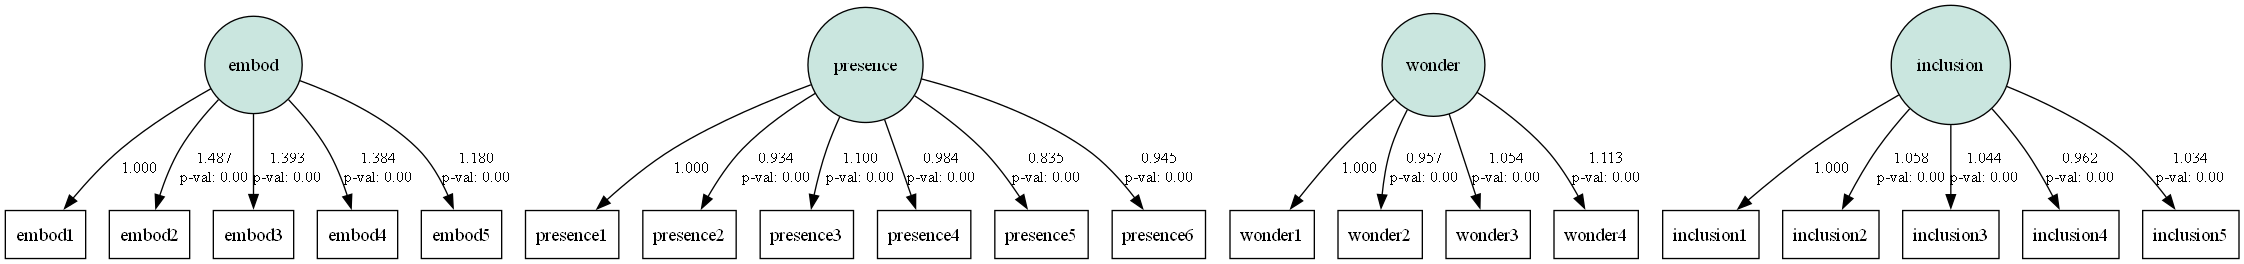 embod
presence
wonder
inclusion
1.000
1.487
p-val: 0.00
1.393
p-val: 0.00
1.384
p-val: 0.00
1.180
p-val: 0.00
1.000
0.934
p-val: 0.00
1.100
p-val: 0.00
0.984
p-val: 0.00
0.835
p-val: 0.00
0.945
p-val: 0.00
1.000
0.957
p-val: 0.00
1.054
p-val: 0.00
1.113
p-val: 0.00
1.000
1.058
p-val: 0.00
1.044
p-val: 0.00
0.962
p-val: 0.00
1.034
p-val: 0.00
embod1
embod2
embod3
embod4
embod5
presence1
presence2
presence3
presence4
presence5
presence6
wonder1
wonder2
wonder3
wonder4
inclusion1
inclusion2
inclusion3
inclusion4
inclusion5